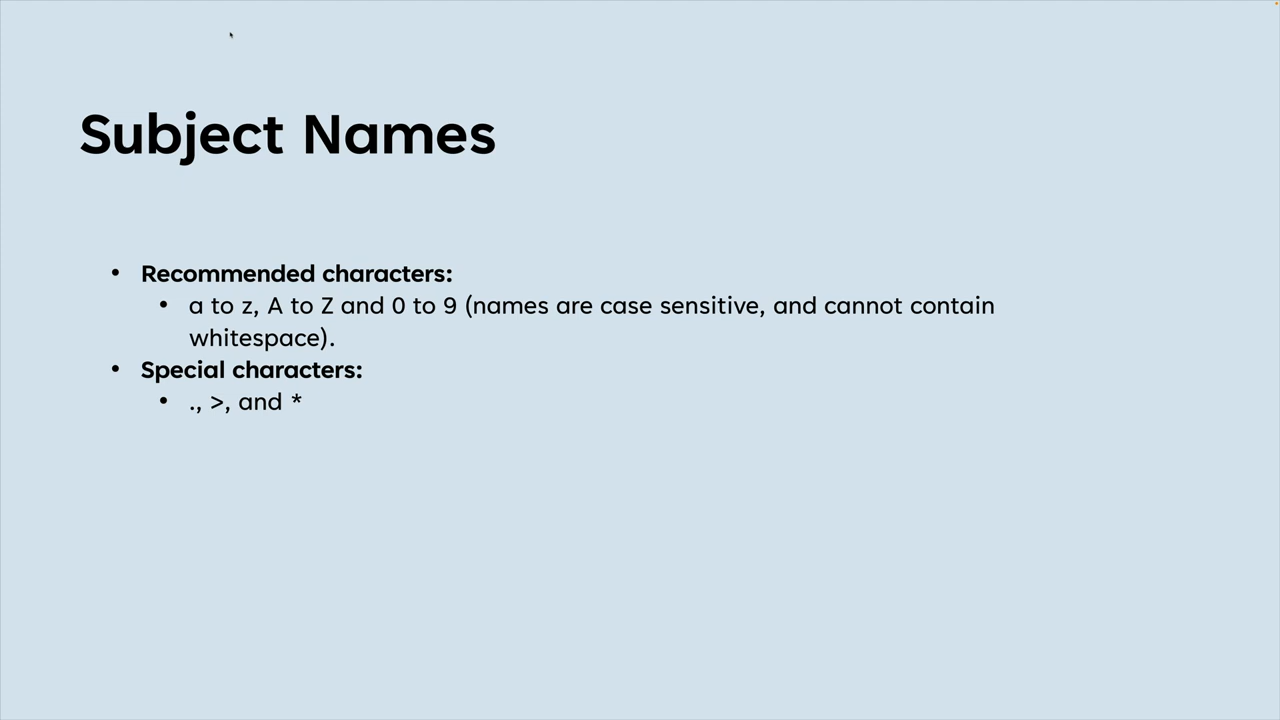 Subject Names
• Recommended characters:
• a to z, A to Z and 0 to 9 (names are case sensitive, and cannot contain
whitespace).
• Special characters:
• ., >, and *